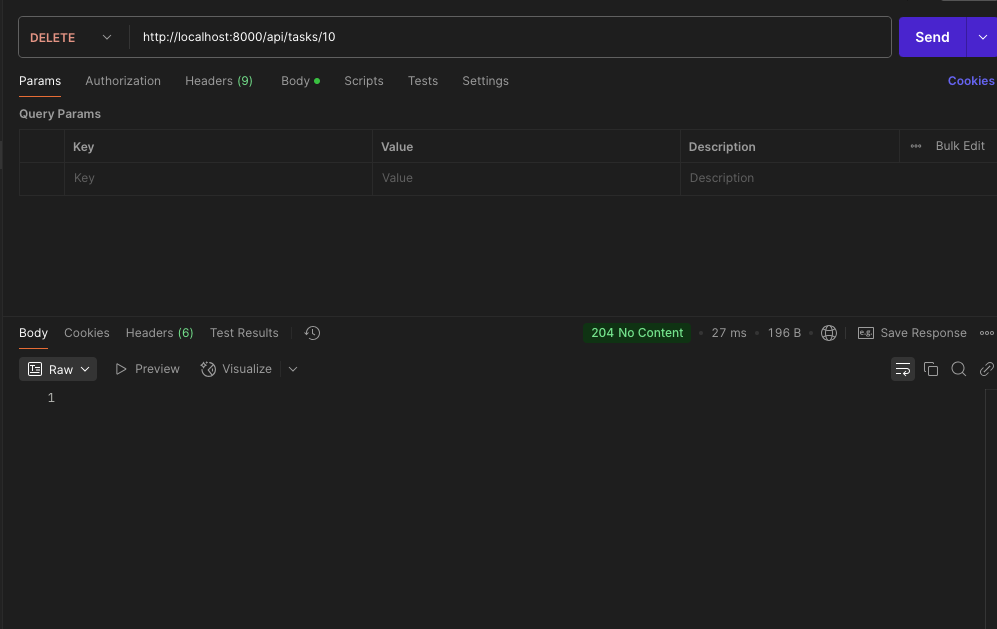 DELETE http://localhost:8000/api/tasks/10 Send
Params Authorization Headers (9) Body Scripts Tests Settings Cookies
Query Params
Key Value Description Bulk Edit
Key Value Description
Body Cookies Headers (6) Test Results 204 No Content 27 ms 196 B e.g. Save Response
Raw Preview Visualize
1